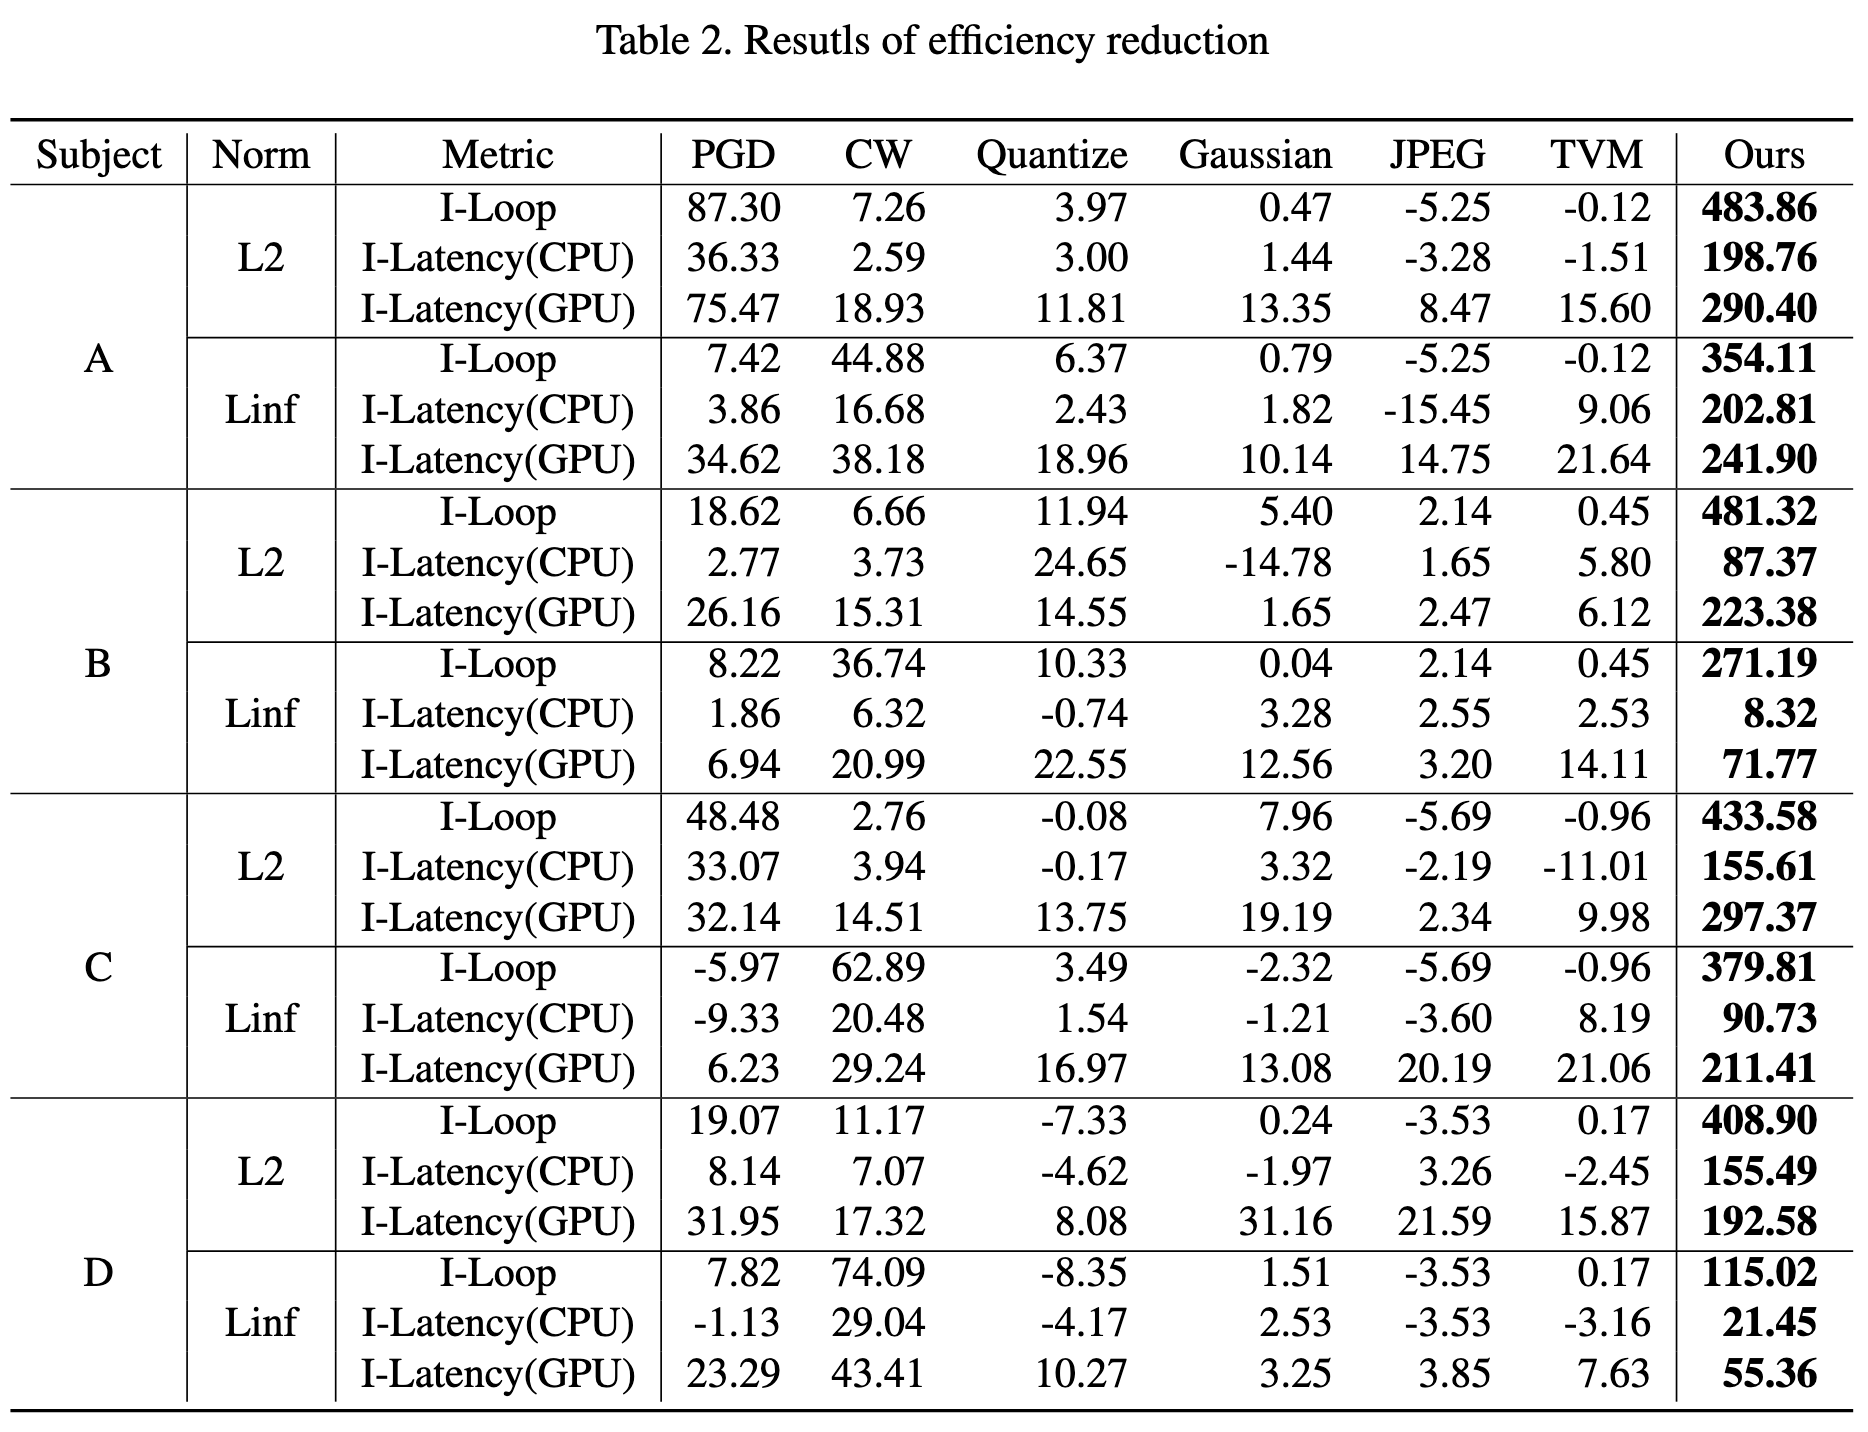 Table 2. Resutls of efficiency reduction
Subject Norm Metric PGD CW Quantize Gaussian JPEG TVM Ours
I-Loop 87.30 7.26 3.97 0.47 -5.25 -0.12 483.86
L2 I-Latency(CPU) 36.33 2.59 3.00 1.44 -3.28 -1.51 198.76
I-Latency(GPU) 75.47 18.93 11.81 13.35 8.47 15.60 290.40
A I-Loop 7.42 44.88 6.37 0.79 -5.25 -0.12 354.11
Linf I-Latency(CPU) 3.86 16.68 2.43 1.82 -15.45 9.06 202.81
I-Latency(GPU) 34.62 38.18 18.96 10.14 14.75 21.64 241.90
I-Loop 18.62 6.66 11.94 5.40 2.14 0.45 481.32
L2 I-Latency(CPU) 2.77 3.73 24.65 -14.78 1.65 5.80 87.37
I-Latency(GPU) 26.16 15.31 14.55 1.65 2.47 6.12 223.38
B I-Loop 8.22 36.74 10.33 0.04 2.14 0.45 271.19
Linf I-Latency(CPU) 1.86 6.32 -0.74 3.28 2.55 2.53 8.32
I-Latency(GPU) 6.94 20.99 22.55 12.56 3.20 14.11 71.77
I-Loop 48.48 2.76 -0.08 7.96 -5.69 -0.96 433.58
L2 I-Latency(CPU) 33.07 3.94 -0.17 3.32 -2.19 -11.01 155.61
I-Latency(GPU) 32.14 14.51 13.75 19.19 2.34 9.98 297.37
C I-Loop -5.97 62.89 3.49 -2.32 -5.69 -0.96 379.81
Linf I-Latency(CPU) -9.33 20.48 1.54 -1.21 -3.60 8.19 90.73
I-Latency(GPU) 6.23 29.24 16.97 13.08 20.19 21.06 211.41
I-Loop 19.07 11.17 -7.33 0.24 -3.53 0.17 408.90
L2 I-Latency(CPU) 8.14 7.07 -4.62 -1.97 3.26 -2.45 155.49
I-Latency(GPU) 31.95 17.32 8.08 31.16 21.59 15.87 192.58
D I-Loop 7.82 74.09 -8.35 1.51 -3.53 0.17 115.02
Linf I-Latency(CPU) -1.13 29.04 -4.17 2.53 -3.53 -3.16 21.45
I-Latency(GPU) 23.29 43.41 10.27 3.25 3.85 7.63 55.36